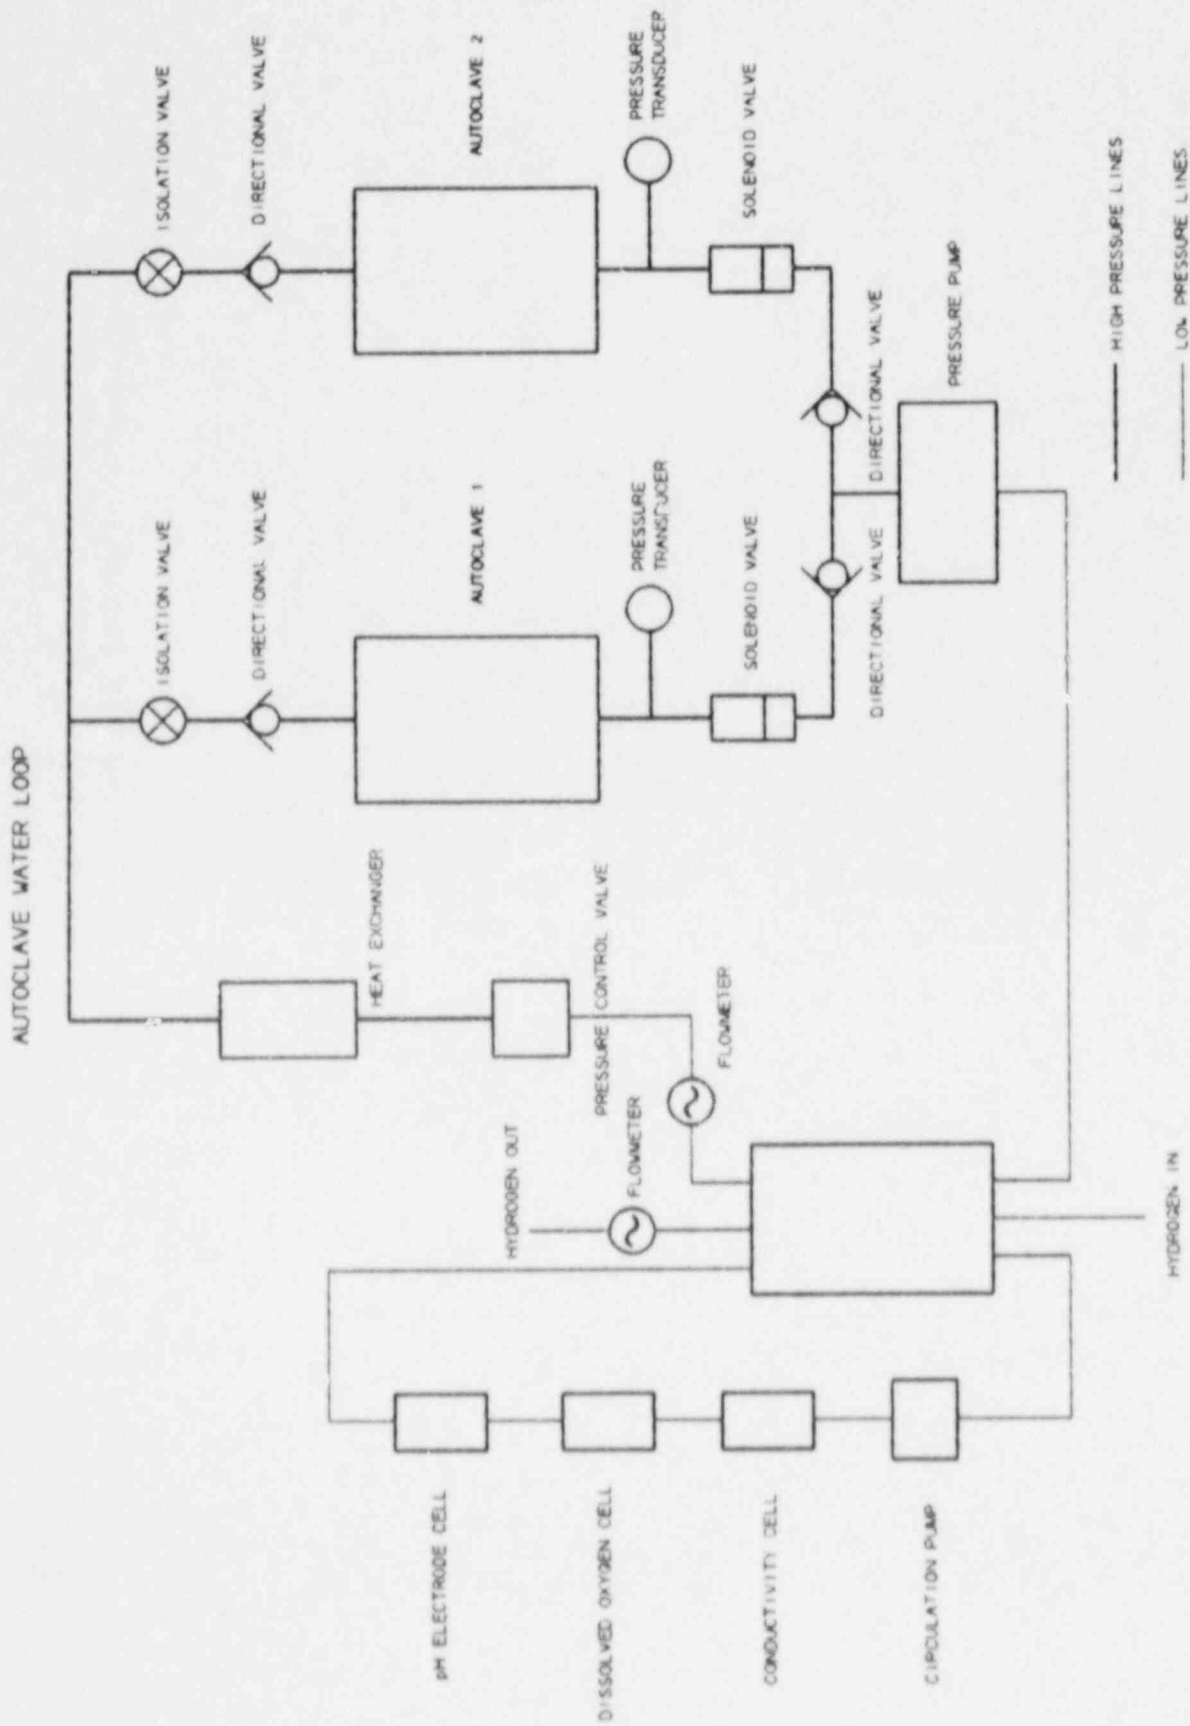 AUTOCLAVE WATER LOOP
ISOLATION VALVE
DIRECTIONAL VALVE
AUTOCLAVE 2
PRESSURE
TRANSDUCER
SOLENOID VALVE
DIRECTIONAL VALVE
PRESSURE PUMP
HIGH PRESSURE LINES
LOW PRESSURE LINES
ISOLATION VALVE
DIRECTIONAL VALVE
AUTOCLAVE 1
PRESSURE
TRANSDUCER
SOLENOID VALVE
DIRECTIONAL VALVE
HEAT EXCHANGER
PRESSURE CONTROL VALVE
FLOWMETER
HYDROGEN OUT
FLOWMETER
HYDROGEN IN
pH ELECTRODE CELL
DISSOLVED OXYGEN CELL
CONDUCTIVITY CELL
CIRCULATION PUMP